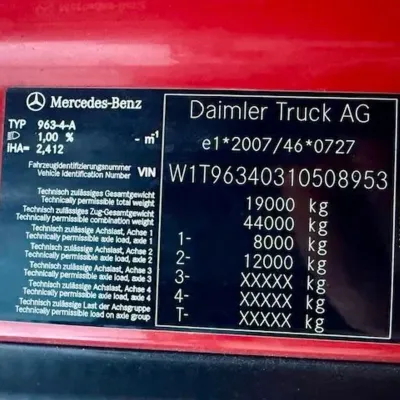 Mercedes-Benz
TYP 963-4-A
1,00% - m⁻¹
IHA= 2,412
Fahrzeugidentifizierungsnummer
Vehicle Identification Number VIN
Technisch zulässiges Gesamtgewicht
Technically permissible total weight
Technisch zulässiges Zug-Gesamtgewicht
Technically permissible combination weight
Technisch zulässige Achslast, Achse 1
Technically permissible axle load, axle 1
Technisch zulässige Achslast, Achse 2
Technically permissible axle load, axle 2
Technisch zulässige Achslast, Achse 3
Technically permissible axle load, axle 3
Technisch zulässige Achslast, Achse 4
Technically permissible axle load, axle 4
Technisch zulässige Last der Achsgruppe
Technically permissible load on axle group
Daimler Truck AG
e1*2007/46*0727
W1T96340310508953
19000 kg
44000 kg
1- 8000 kg
2- 12000 kg
3- XXXXX kg
4- XXXXX kg
T- XXXXX kg